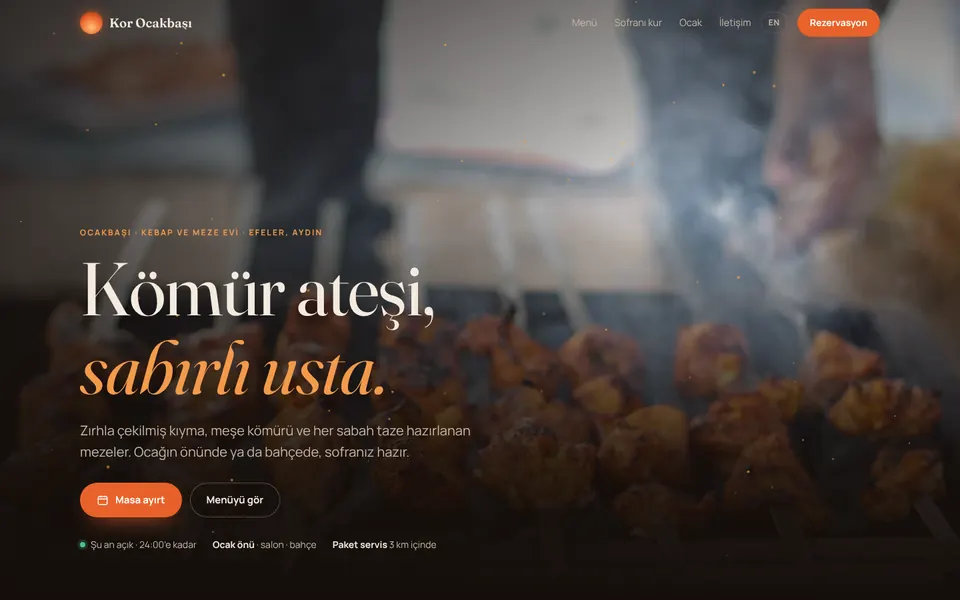 Kor Ocakbaşı
Menü Sofranı kur Ocak İletişim EN Rezervasyon
OCAKBAŞI · KEBAP VE MEZE EVİ · EFELER, AYDIN
Kömür ateşi,
sabırlı usta.
Zırhla çekilmiş kıyma, meşe kömürü ve her sabah taze hazırlanan
mezeler. Ocağın önünde ya da bahçede, sofranız hazır.
Masa ayırt Menüyü gör
Şu an açık · 24:00'e kadar Ocak önü · salon · bahçe Paket servis 3 km içinde